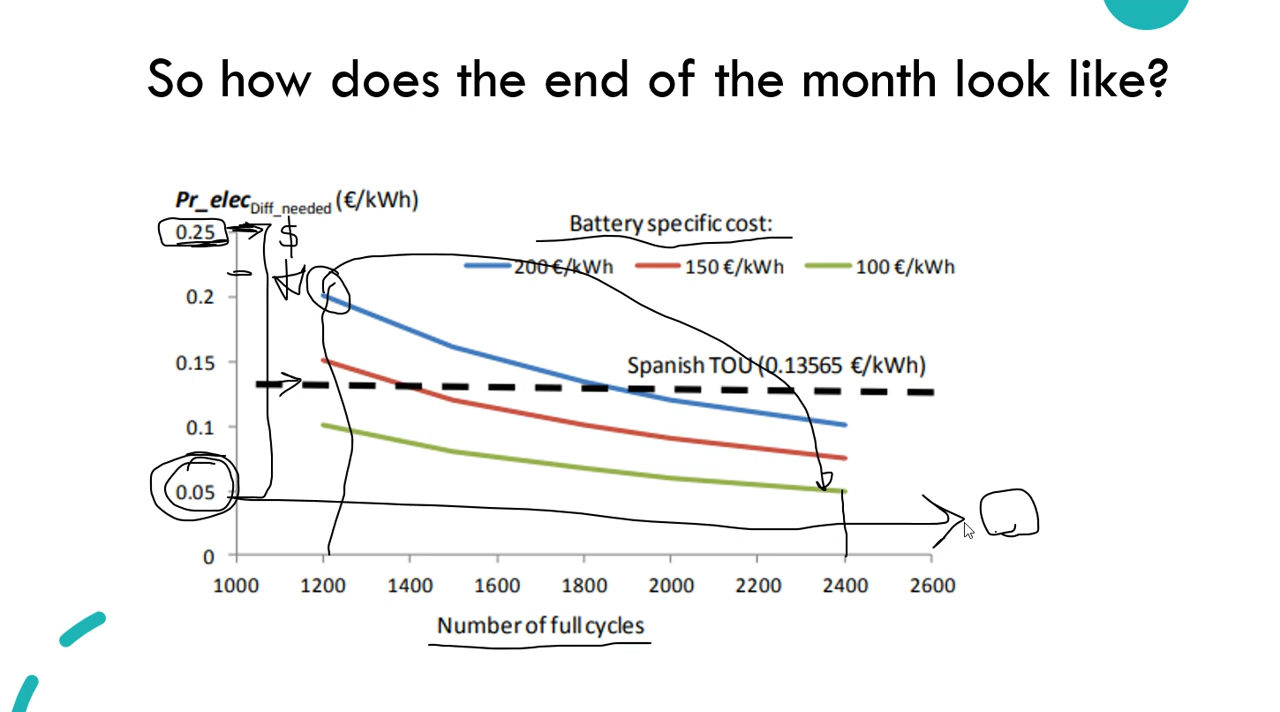 So how does the end of the month look like?
Pr_elec Diff_needed (€/kWh)
Battery specific cost:
200 €/kWh 150 €/kWh 100 €/kWh
Spanish TOU (0.13565 €/kWh)
0.25
$
0.2
0.15
0.1
0.05
0
1000 1200 1400 1600 1800 2000 2200 2400 2600
Number of full cycles